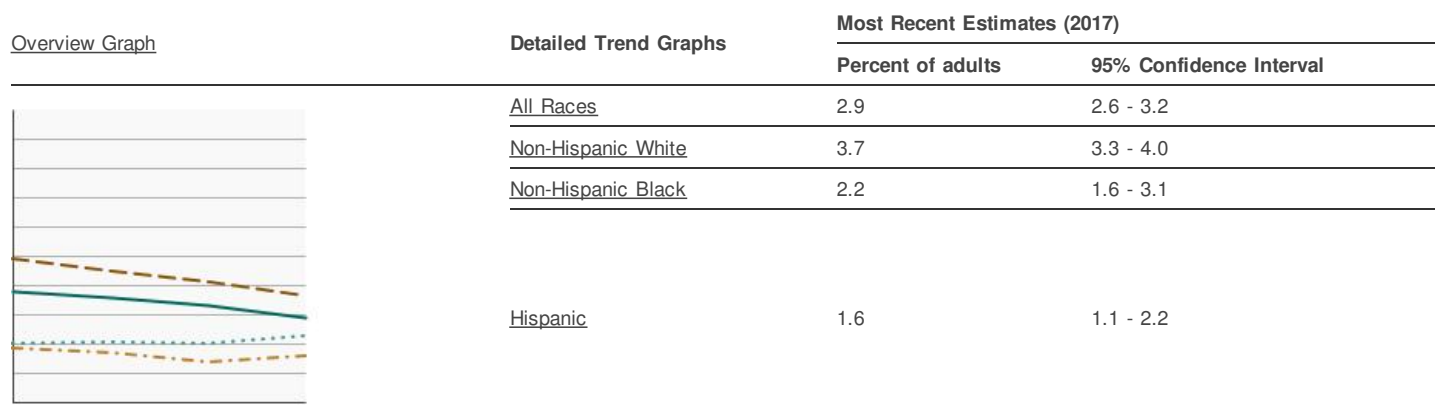 Overview Graph Detailed Trend Graphs Most Recent Estimates (2017)
Percent of adults 95% Confidence Interval
All Races 2.9 2.6 - 3.2
Non-Hispanic White 3.7 3.3 - 4.0
Non-Hispanic Black 2.2 1.6 - 3.1
Hispanic 1.6 1.1 - 2.2